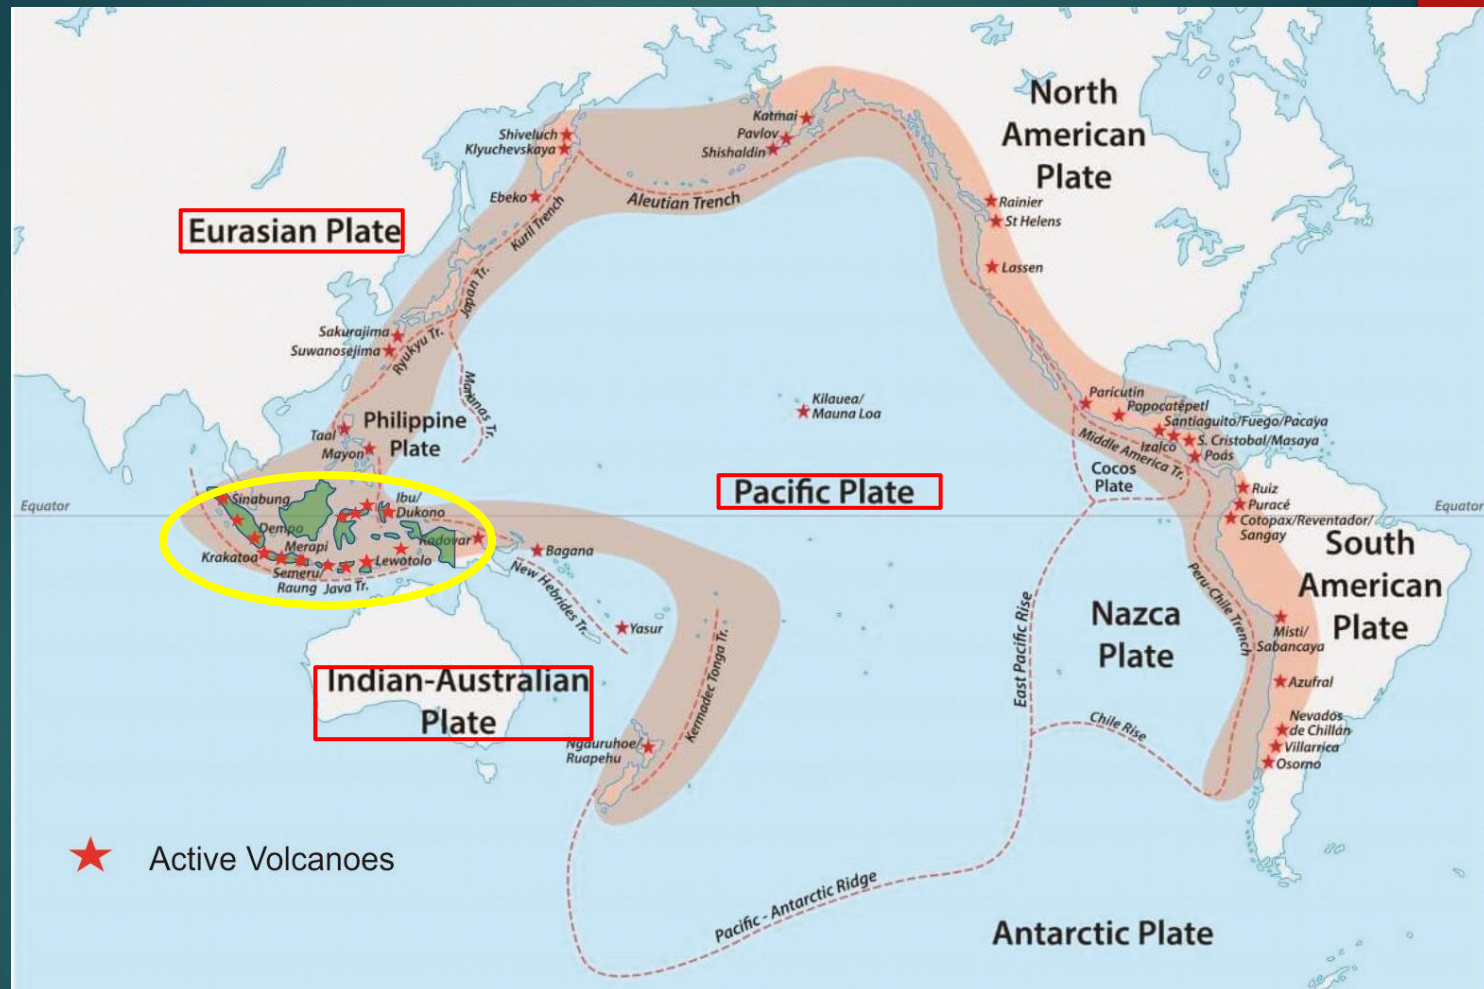 North
American
Plate
Katmai
Pavlov
Shishaldin
Shiveluch
Klyuchevskaya
Ebeko
Aleutian Trench
Kuril Trench
Rainier
St Helens
Lassen
Eurasian Plate
Japan Tr.
Sakurajima
Suwanosejima
Ryukyu Tr.
Marianas Tr.
Kilauea/
Mauna Loa
Paricutin
Popocatépetl
Santiaguito/Fuego/Pacaya
Izalco
S. Cristobal/Masaya
Poás
Middle America Tr.
Philippine
Plate
Taal
Mayon
Cocos
Plate
Pacific Plate
Equator
Equator
Sinabung
Ibu/
Dukono
Dempo
Kadovar
Krakatoa
Merapi
Lewotolo
Semeru/
Raung
Java Tr.
Bagana
New Hebrides Tr.
Yasur
Ruiz
Puracé
Cotopax/Reventador/
Sangay
South
American
Plate
Peru-Chile Trench
Nazca
Plate
East Pacific Rise
Misti/
Sabancaya
Azufral
Indian-Australian
Plate
Kermadec Tonga Tr.
Ngauruhoe/
Ruapehu
Chile Rise
Nevados
de Chillán
Villarrica
Osorno
Active Volcanoes
Pacific - Antarctic Ridge
Antarctic Plate